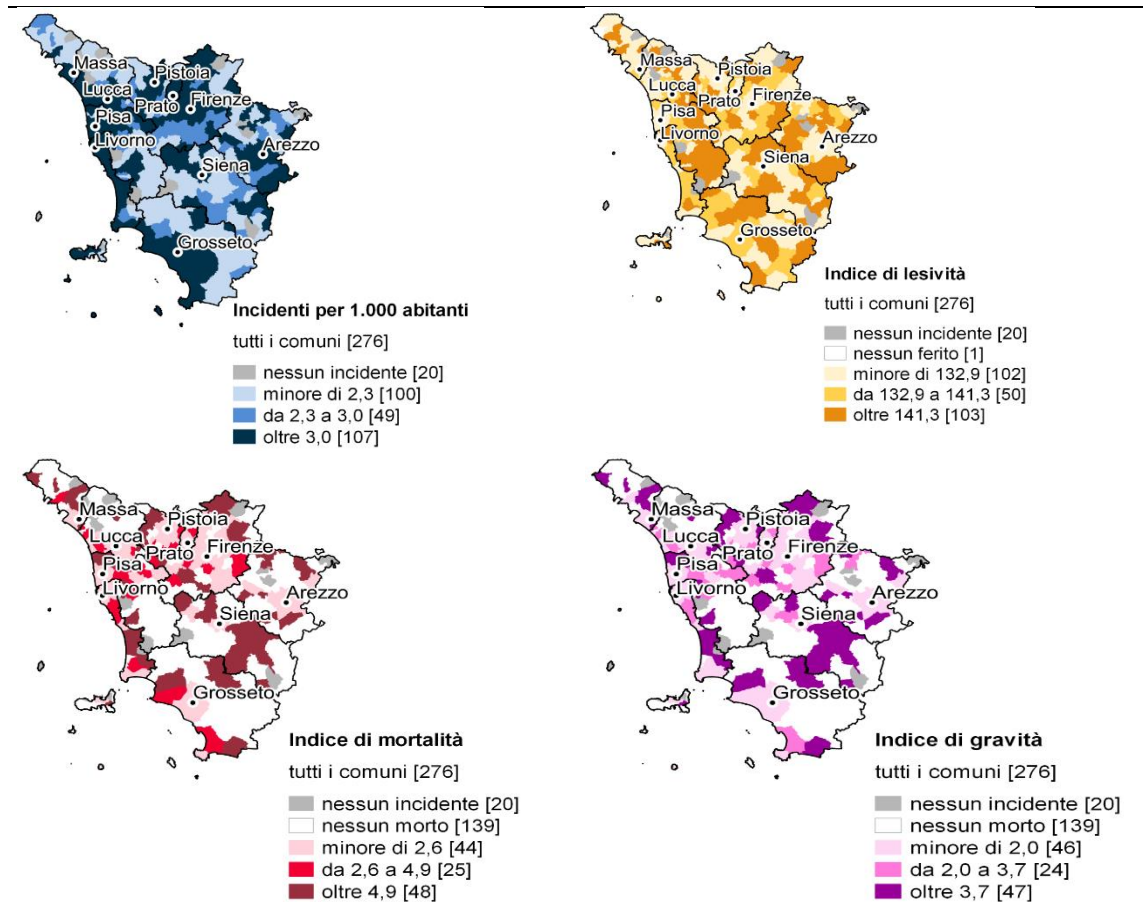 Massa
Pistoia
Lucca
Prato
Firenze
Pisa
Livorno
Arezzo
Siena
Grosseto
Incidenti per 1.000 abitanti
tutti i comuni [276]
nessun incidente [20]
minore di 2,3 [100]
da 2,3 a 3,0 [49]
oltre 3,0 [107]
Massa
Pistoia
Lucca
Prato
Firenze
Pisa
Livorno
Arezzo
Siena
Grosseto
Indice di lesività
tutti i comuni [276]
nessun incidente [20]
nessun ferito [1]
minore di 132,9 [102]
da 132,9 a 141,3 [50]
oltre 141,3 [103]
Massa
Pistoia
Lucca
Prato
Firenze
Pisa
Livorno
Arezzo
Siena
Grosseto
Indice di mortalità
tutti i comuni [276]
nessun incidente [20]
nessun morto [139]
minore di 2,6 [44]
da 2,6 a 4,9 [25]
oltre 4,9 [48]
Massa
Pistoia
Lucca
Prato
Firenze
Pisa
Livorno
Arezzo
Siena
Grosseto
Indice di gravità
tutti i comuni [276]
nessun incidente [20]
nessun morto [139]
minore di 2,0 [46]
da 2,0 a 3,7 [24]
oltre 3,7 [47]